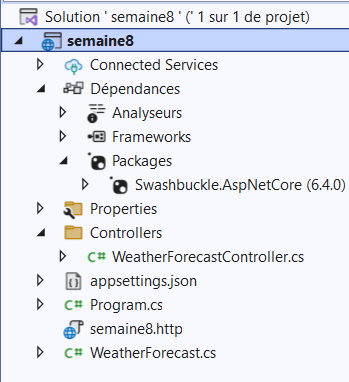 Solution ' semaine8 ' (' 1 sur 1 de projet)
semaine8
Connected Services
Dépendances
Analyseurs
Frameworks
Packages
Swashbuckle.AspNetCore (6.4.0)
Properties
Controllers
C# WeatherForecastController.cs
appsettings.json
C# Program.cs
semaine8.http
C# WeatherForecast.cs